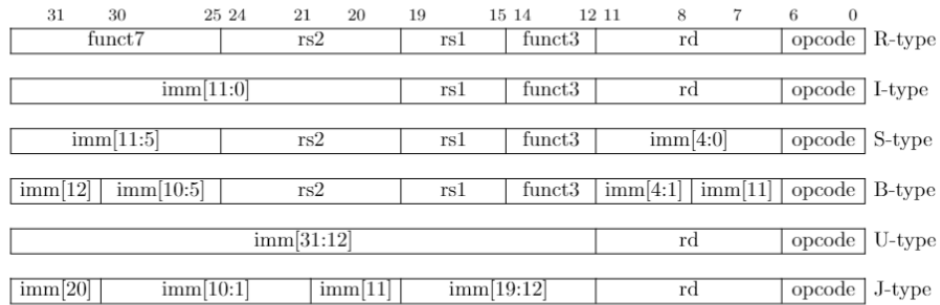 31 30 25 24 21 20 19 15 14 12 11 8 7 6 0
funct7 rs2 rs1 funct3 rd opcode R-type
imm[11:0] rs1 funct3 rd opcode I-type
imm[11:5] rs2 rs1 funct3 imm[4:0] opcode S-type
imm[12] imm[10:5] rs2 rs1 funct3 imm[4:1] imm[11] opcode B-type
imm[31:12] rd opcode U-type
imm[20] imm[10:1] imm[11] imm[19:12] rd opcode J-type